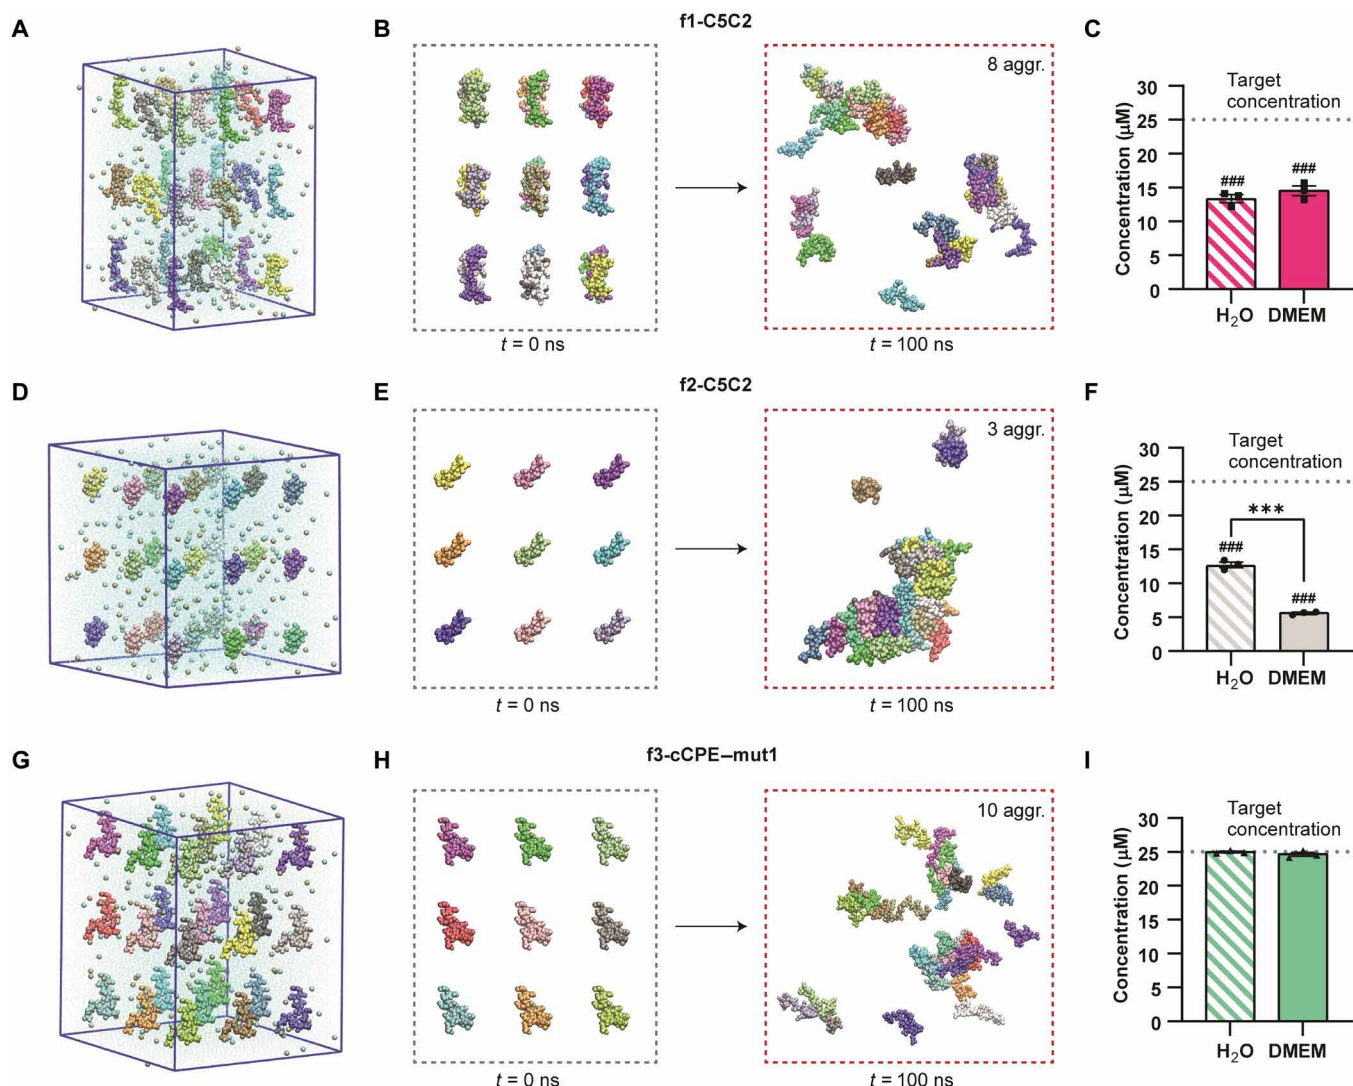 f1-C5C2
A
B
C
8 aggr.
t = 0 ns
t = 100 ns
Target
concentration
Concentration (µM)
30
25
20
15
10
5
0
###
###
H2O DMEM
f2-C5C2
D
E
F
3 aggr.
t = 0 ns
t = 100 ns
Target
concentration
Concentration (µM)
30
25
20
15
10
5
0
***
###
###
H2O DMEM
f3-cCPE–mut1
G
H
I
10 aggr.
t = 0 ns
t = 100 ns
Target
concentration
Concentration (µM)
30
25
20
15
10
5
0
H2O DMEM